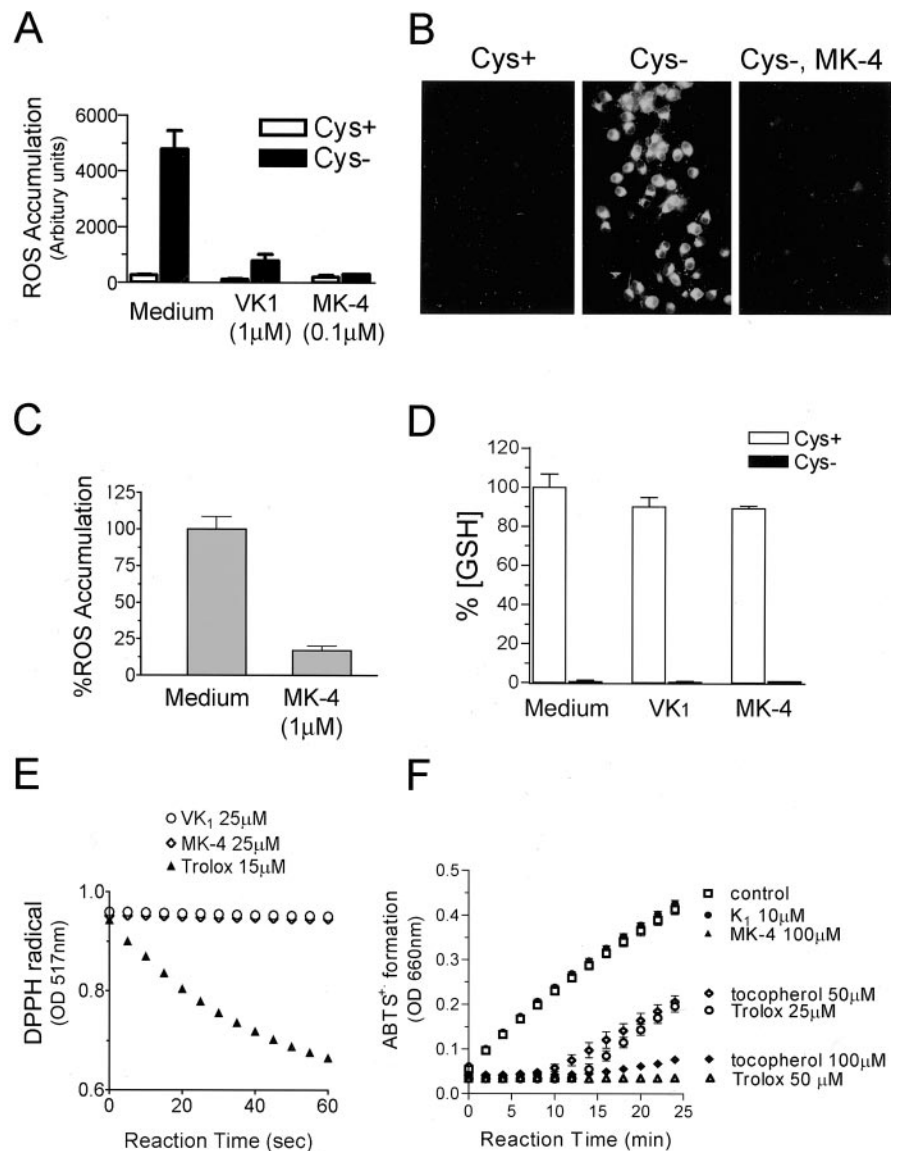 A
ROS Accumulation
(Arbitury units)
6000
4000
2000
0
Cys+
Cys-
Medium
VK1
(1μM)
MK-4
(0.1μM)
B
Cys+
Cys-
Cys-, MK-4
C
%ROS Accumulation
125
100
75
50
25
0
Medium
MK-4
(1μM)
D
% [GSH]
120
100
80
60
40
20
0
Cys+
Cys-
Medium
VK1
MK-4
E
VK1 25μM
MK-4 25μM
Trolox 15μM
DPPH radical
(OD 517nm)
1.0
0.8
0.6
0
20
40
60
Reaction Time (sec)
F
ABTS+· formation
(OD 660nm)
0.5
0.4
0.3
0.2
0.1
0.0
0
5
10
15
20
25
Reaction Time (min)
control
K1 10μM
MK-4 100μM
tocopherol 50μM
Trolox 25μM
tocopherol 100μM
Trolox 50 μM